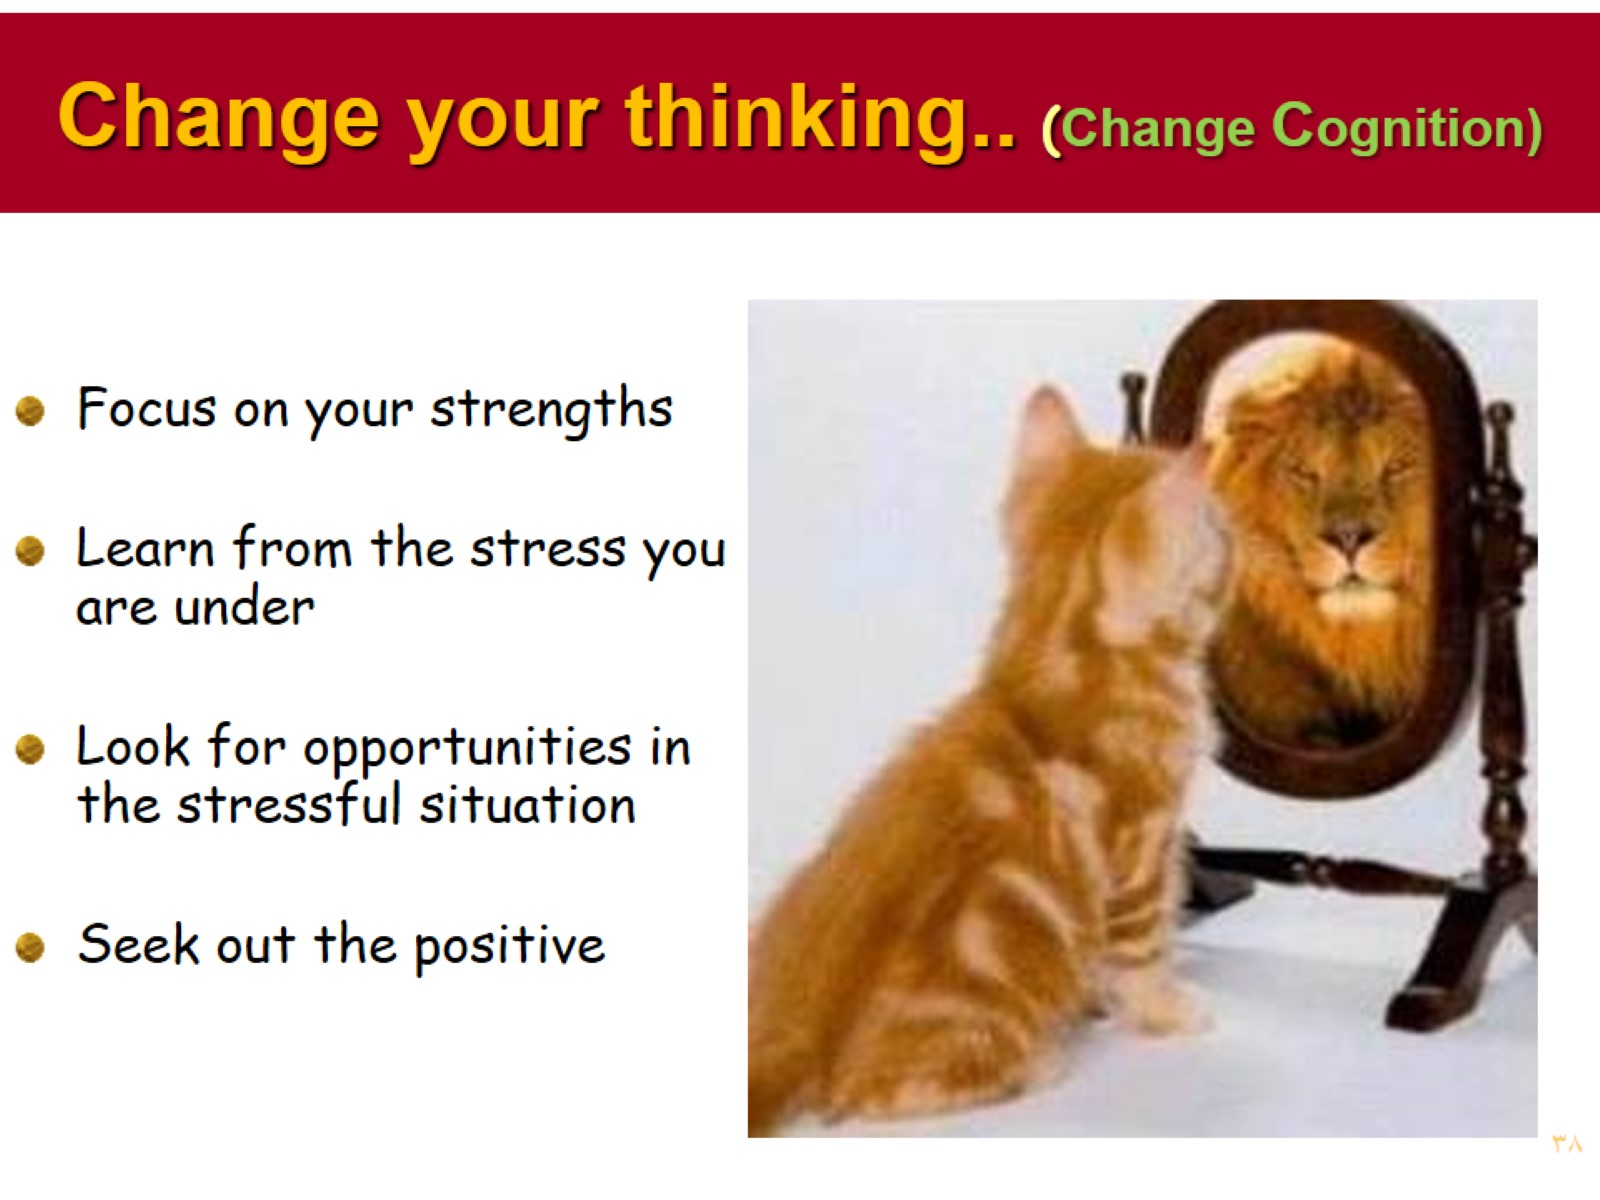 Change your thinking.. (Change Cognition)
Focus on your strengths
Learn from the stress you
are under
Look for opportunities in
the stressful situation
Seek out the positive
٣٨